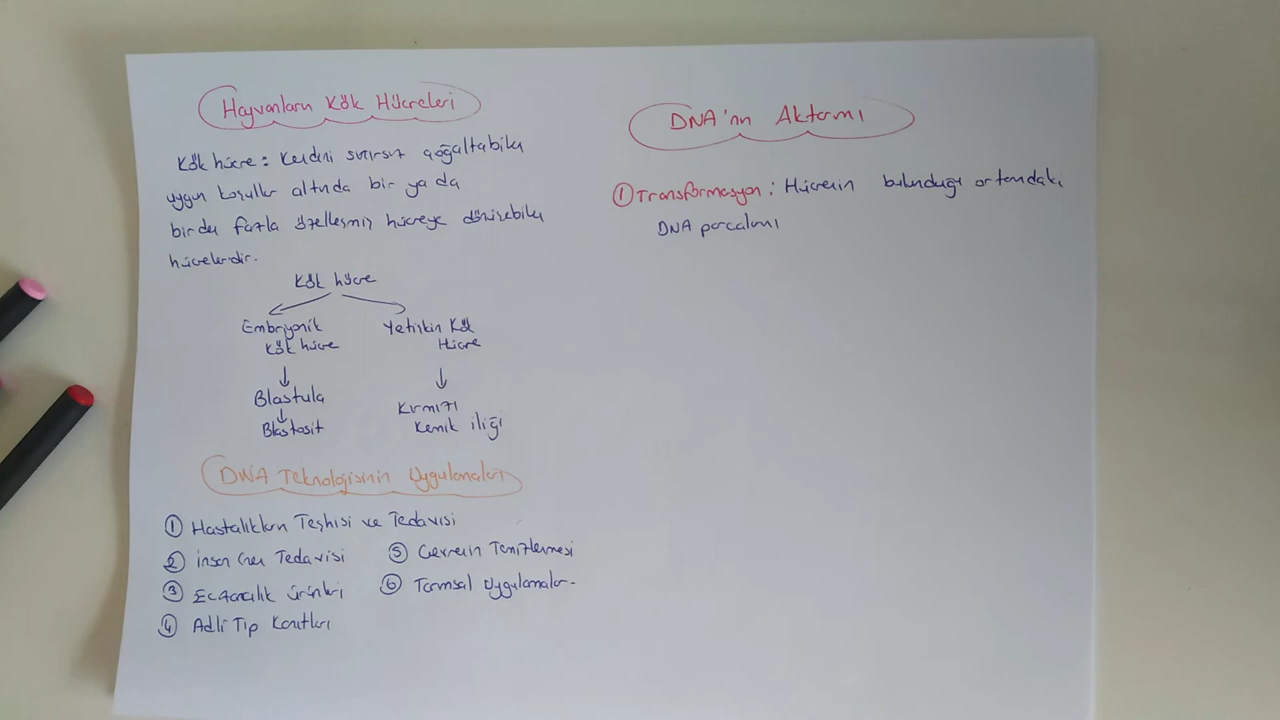 Hayvanların Kök Hücreleri
Kök hücre: Kendini sınırsız çoğaltabilen
uygun koşullar altında bir ya da
birden fazla özelleşmiş hücreye dönüşebilen
hücrelerdir.
Kök hücre
Embriyonik
Kök hücre
Yetişkin Kök
Hücre
Blastula
Blastosit
Kırmızı
Kemik iliği
DNA Teknolojisinin Uygulamaları
① Hastalıkların Teşhisi ve Tedavisi
② İnsan Gen Tedavisi
③ Eczacılık ürünleri
④ Adli Tıp Kanıtları
⑤ Çevrenin Temizlenmesi
⑥ Tarımsal Uygulamalar.
DNA'nın Aktarımı
① Transformasyon: Hücrenin bulunduğu ortamdaki
DNA parçalarını